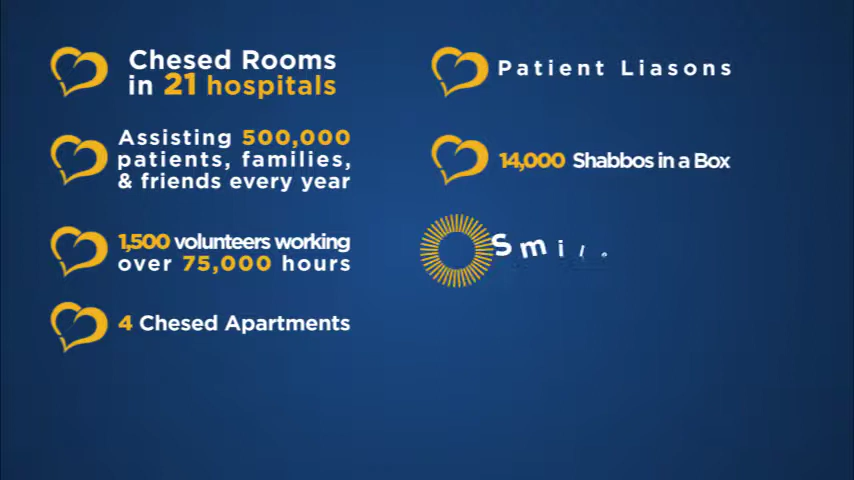 Chesed Rooms
in 21 hospitals
Assisting 500,000
patients, families,
& friends every year
1,500 volunteers working
over 75,000 hours
4 Chesed Apartments
Patient Liasons
14,000 Shabbos in a Box